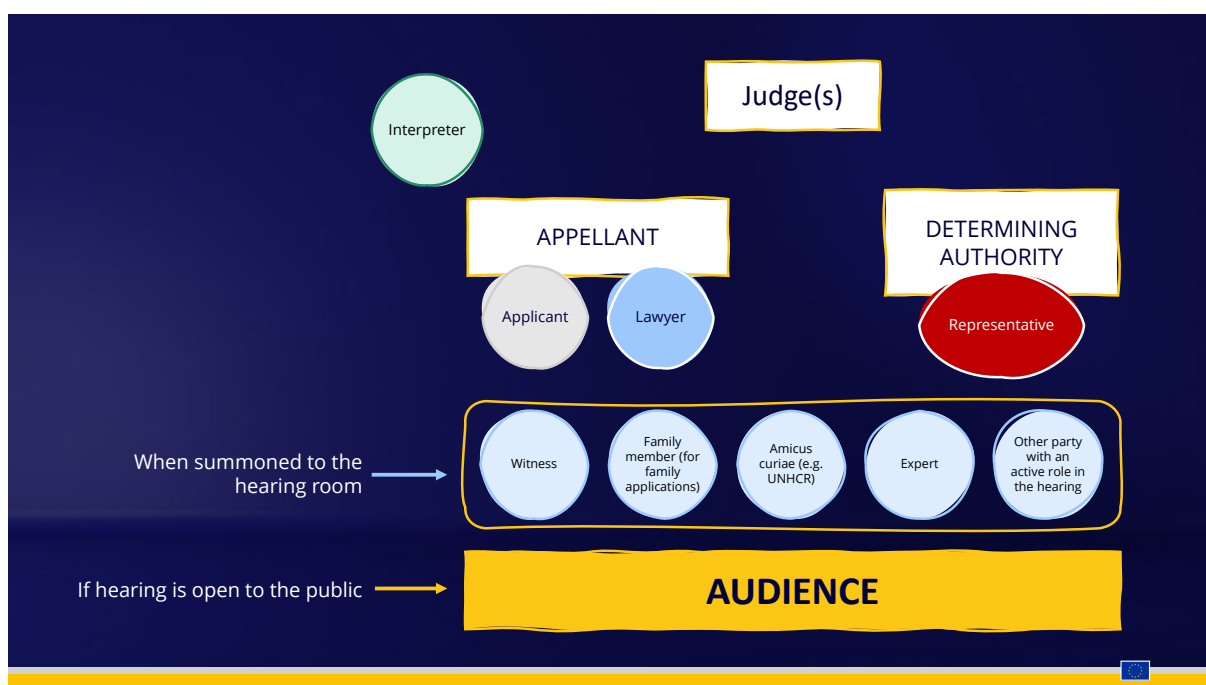 Judge(s)
Interpreter
APPELLANT
DETERMINING
AUTHORITY
Applicant
Lawyer
Representative
When summoned to the
hearing room
Witness
Family
member (for
family
applications)
Amicus
curiae (e.g.
UNHCR)
Expert
Other party
with an
active role in
the hearing
If hearing is open to the public
AUDIENCE